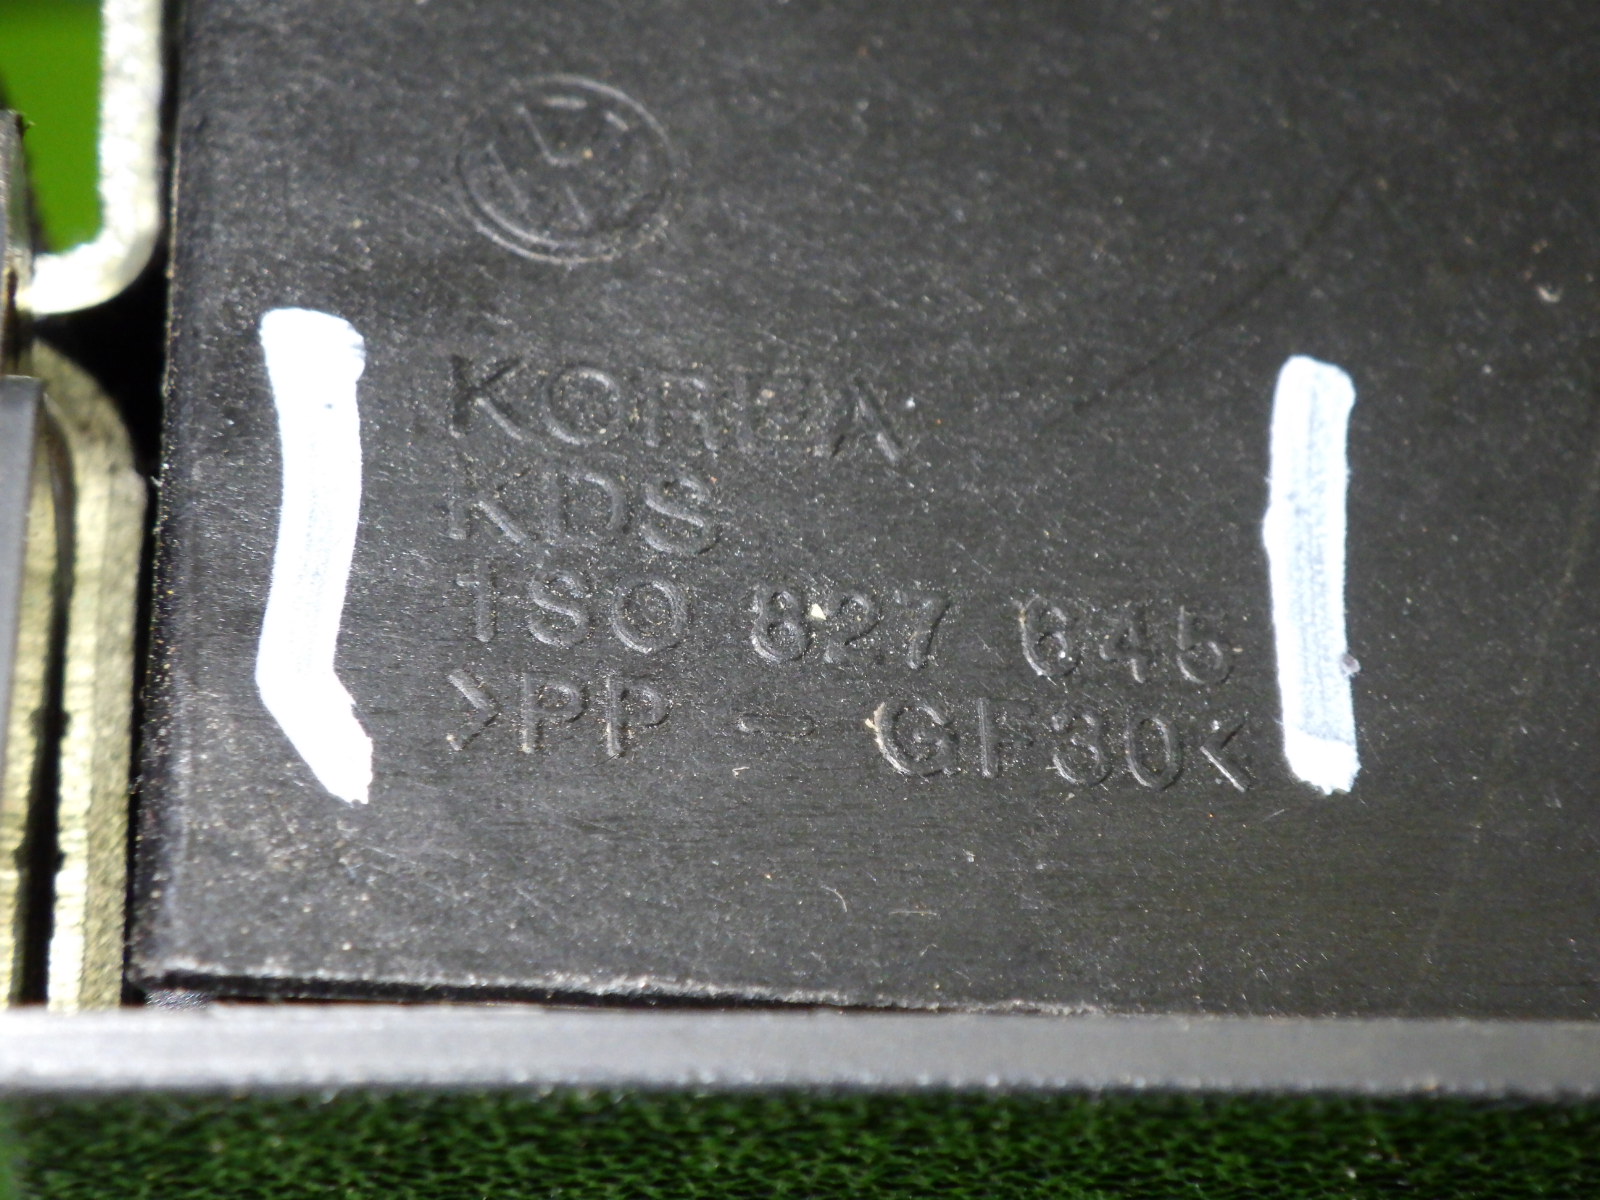 KOREA
KDS
1S0 827 645
>PP - GF30<